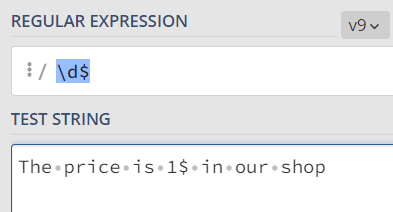 REGULAR EXPRESSION
v9
/ \d$
TEST STRING
The·price·is·1$·in·our·shop